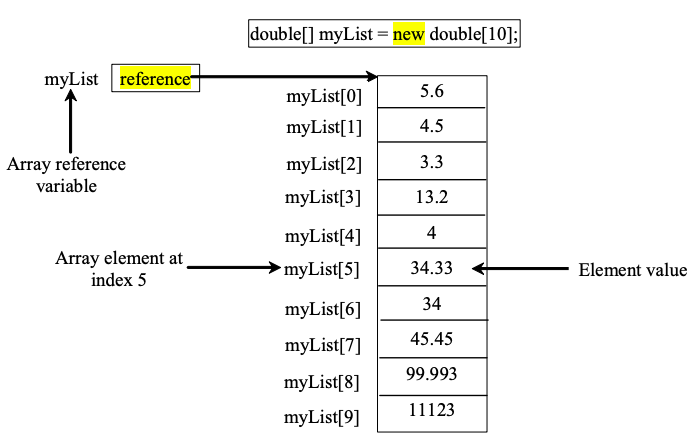 double[] myList = new double[10];
myList reference
myList[0] 5.6
myList[1] 4.5
Array reference
variable
myList[2] 3.3
myList[3] 13.2
myList[4] 4
Array element at
index 5
myList[5] 34.33 Element value
myList[6] 34
myList[7] 45.45
myList[8] 99.993
myList[9] 11123